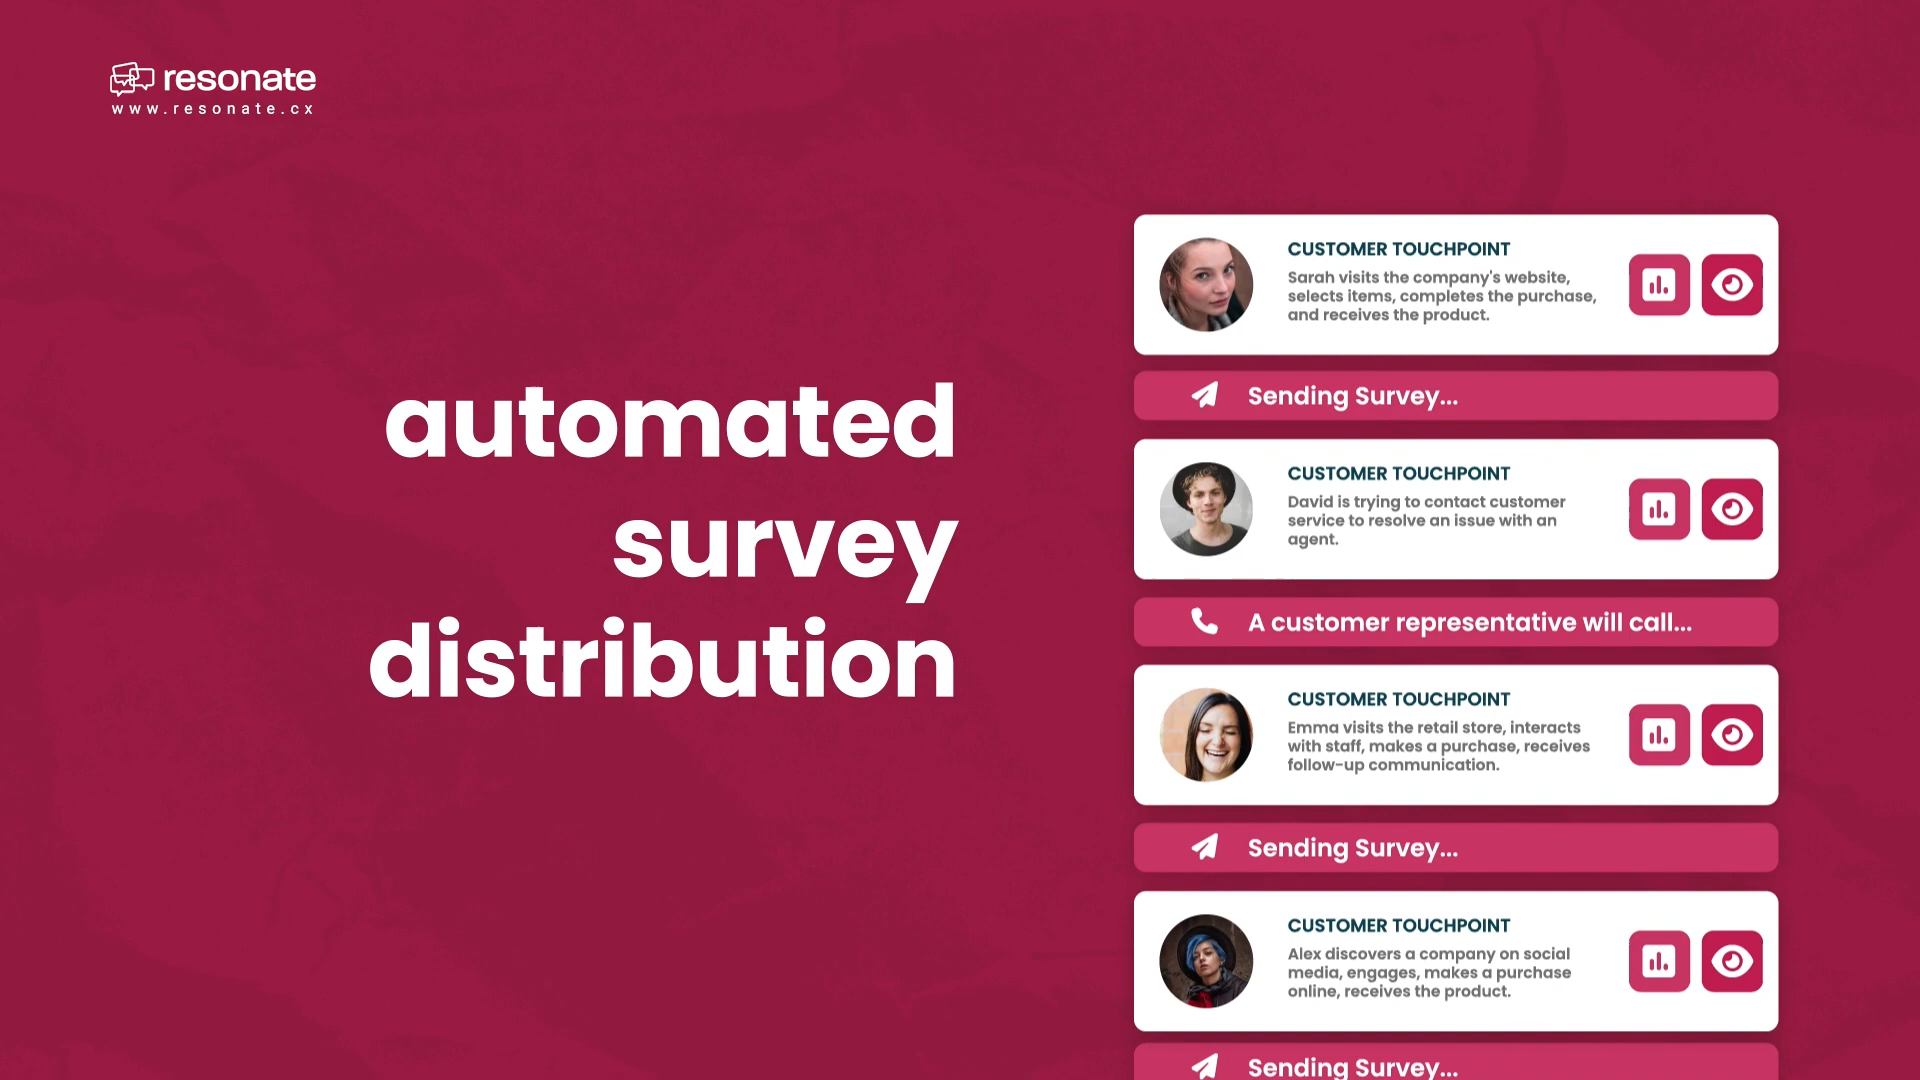 resonate
www.resonate.cx
automated
survey
distribution
CUSTOMER TOUCHPOINT
Sarah visits the company's website,
selects items, completes the purchase,
and receives the product.
Sending Survey...
CUSTOMER TOUCHPOINT
David is trying to contact customer
service to resolve an issue with an
agent.
A customer representative will call...
CUSTOMER TOUCHPOINT
Emma visits the retail store, interacts
with staff, makes a purchase, receives
follow-up communication.
Sending Survey...
CUSTOMER TOUCHPOINT
Alex discovers a company on social
media, engages, makes a purchase
online, receives the product.
Sending Survey...